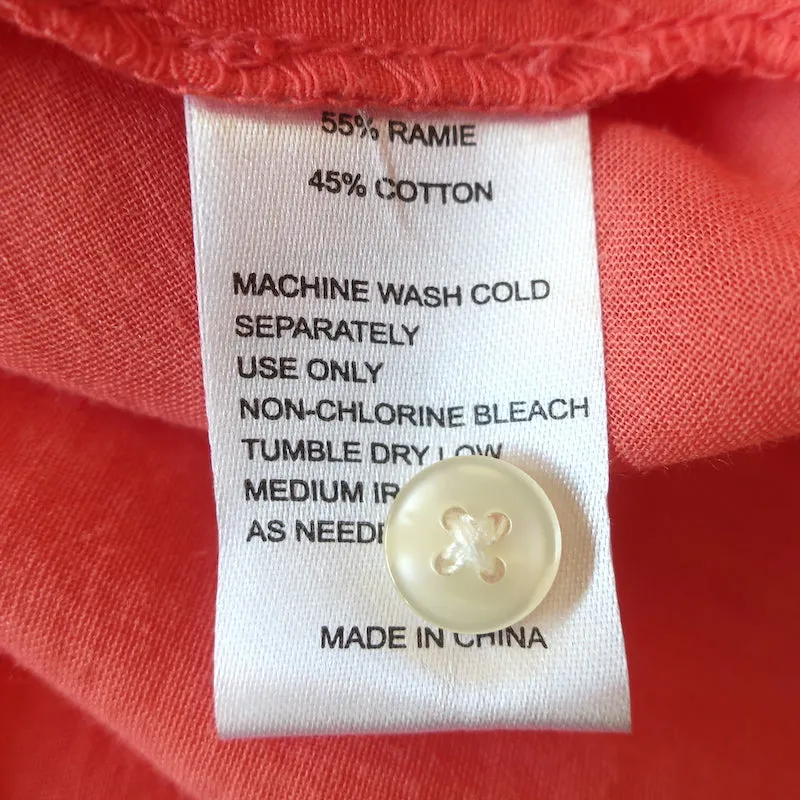 55% RAMIE
45% COTTON
MACHINE WASH COLD
SEPARATELY
USE ONLY
NON-CHLORINE BLEACH
TUMBLE DRY LOW
MEDIUM
AS
MADE IN CHINA